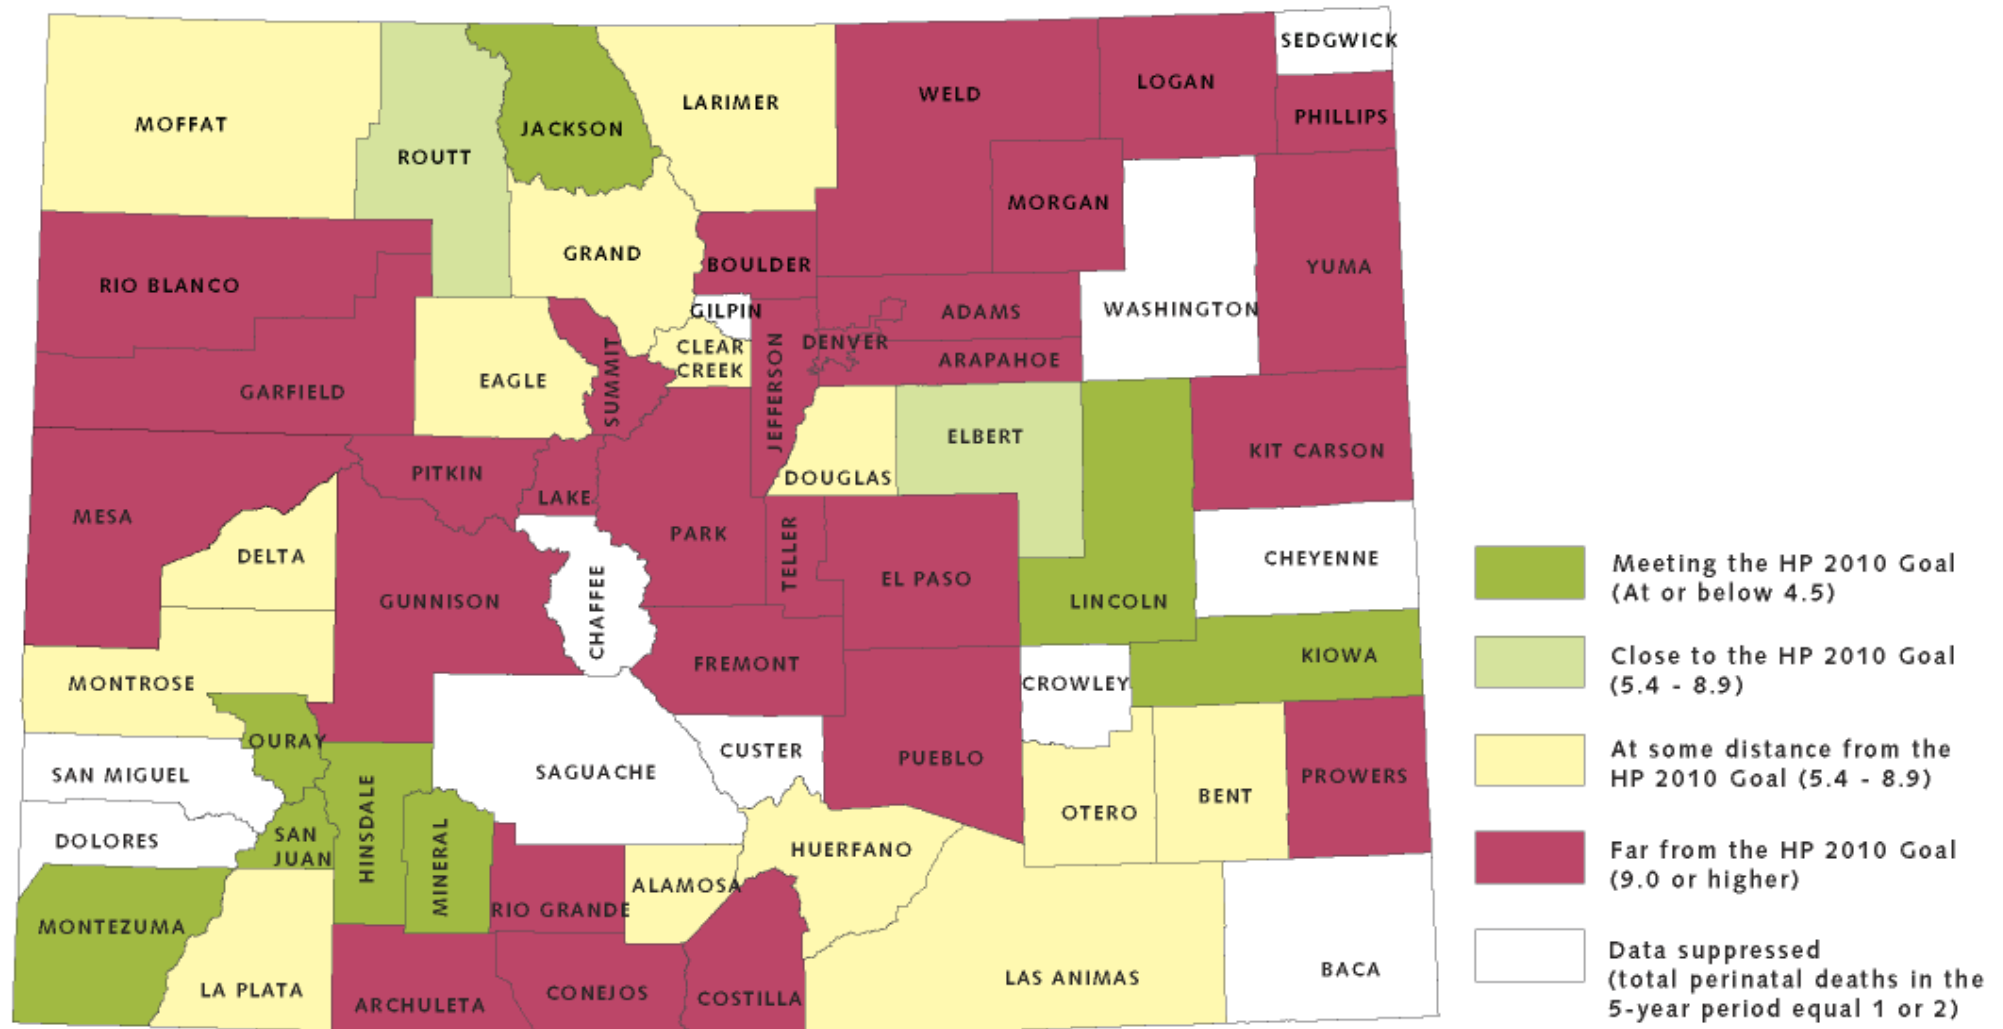 SEDGWICK
LOGAN
WELD
LARIMER
PHILLIPS
MOFFAT
JACKSON
ROUTT
MORGAN
GRAND
BOULDER
YUMA
RIO BLANCO
GILPIN
ADAMS
WASHINGTON
DENVER
CLEAR
CREEK
ARAPAHOE
EAGLE
SUMMIT
JEFFERSON
GARFIELD
ELBERT
KIT CARSON
PITKIN
DOUGLAS
LAKE
MESA
PARK
TELLER
DELTA
CHEYENNE
EL PASO
GUNNISON
CHAFFEE
LINCOLN
KIOWA
FREMONT
MONTROSE
CROWLEY
OURAY
CUSTER
PUEBLO
SAN MIGUEL
SAGUACHE
PROWERS
BENT
OTERO
HINSDALE
SAN
JUAN
DOLORES
HUERFANO
MINERAL
ALAMOSA
RIO GRANDE
MONTEZUMA
BACA
LAS ANIMAS
LA PLATA
CONEJOS
COSTILLA
ARCHULETA
Meeting the HP 2010 Goal
(At or below 4.5)
Close to the HP 2010 Goal
(5.4 - 8.9)
At some distance from the
HP 2010 Goal (5.4 - 8.9)
Far from the HP 2010 Goal
(9.0 or higher)
Data suppressed
(total perinatal deaths in the
5-year period equal 1 or 2)